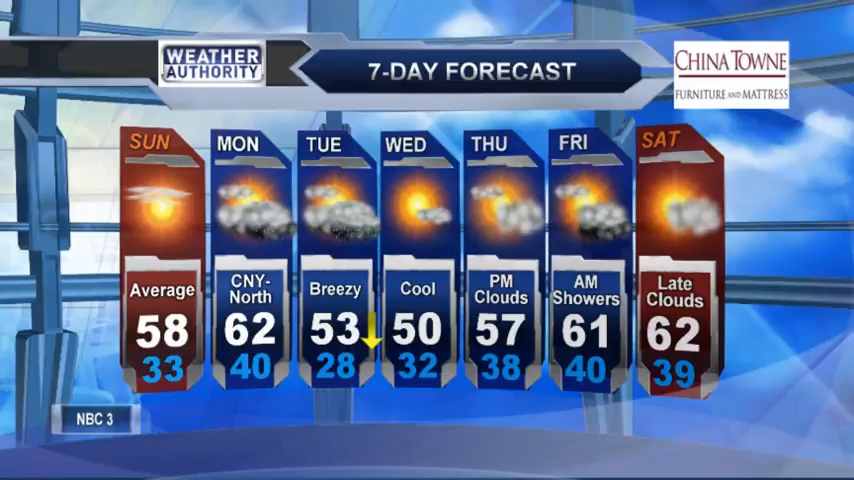 WEATHER
AUTHORITY
7-DAY FORECAST
CHINA TOWNE
FURNITURE AND MATTRESS
SUN
MON
TUE
WED
THU
FRI
SAT
Average
CNY-
North
Breezy
Cool
PM
Clouds
AM
Showers
Late
Clouds
58
62
53
50
57
61
62
33
40
28
32
38
40
39
NBC 3